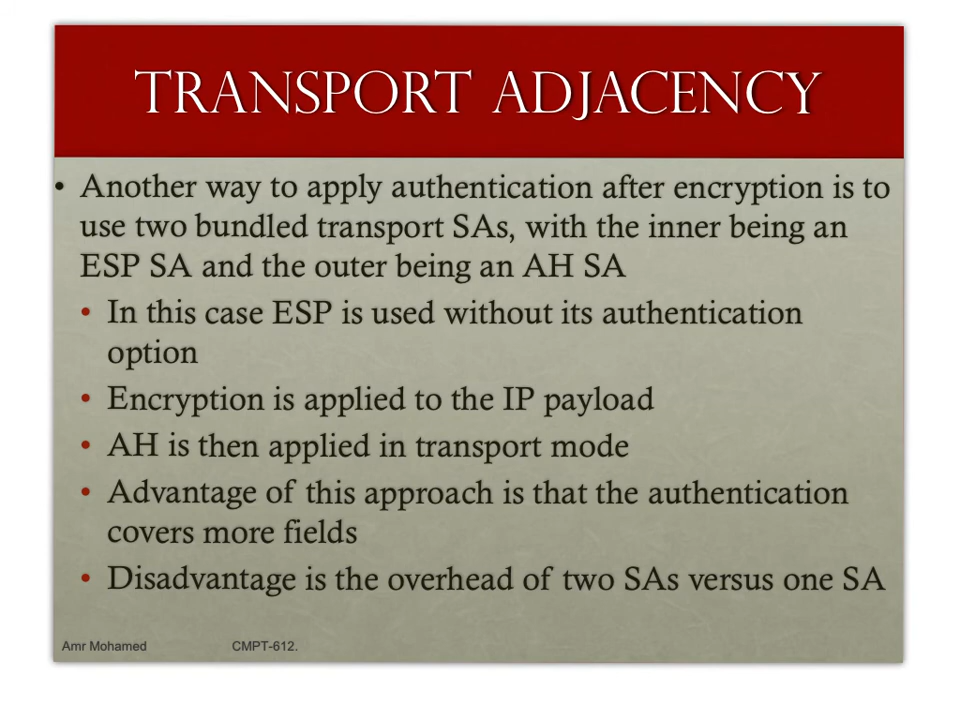 TRANSPORT ADJACENCY
• Another way to apply authentication after encryption is to
use two bundled transport SAs, with the inner being an
ESP SA and the outer being an AH SA
• In this case ESP is used without its authentication
option
• Encryption is applied to the IP payload
• AH is then applied in transport mode
• Advantage of this approach is that the authentication
covers more fields
• Disadvantage is the overhead of two SAs versus one SA
Amr Mohamed CMPT-612.